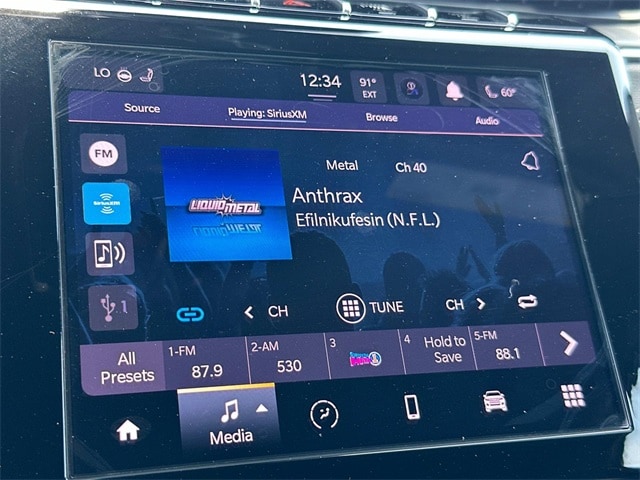 LO
12:34
91°
EXT
60°
Source
Playing: SiriusXM
Browse
Audio
FM
SiriusXM
LIQUID METAL
Metal
Ch 40
Anthrax
Efilnikufesin (N.F.L.)
1
CH
TUNE
CH
All
Presets
1-FM
87.9
2-AM
530
3
4
Hold to
Save
5-FM
88.1
Media